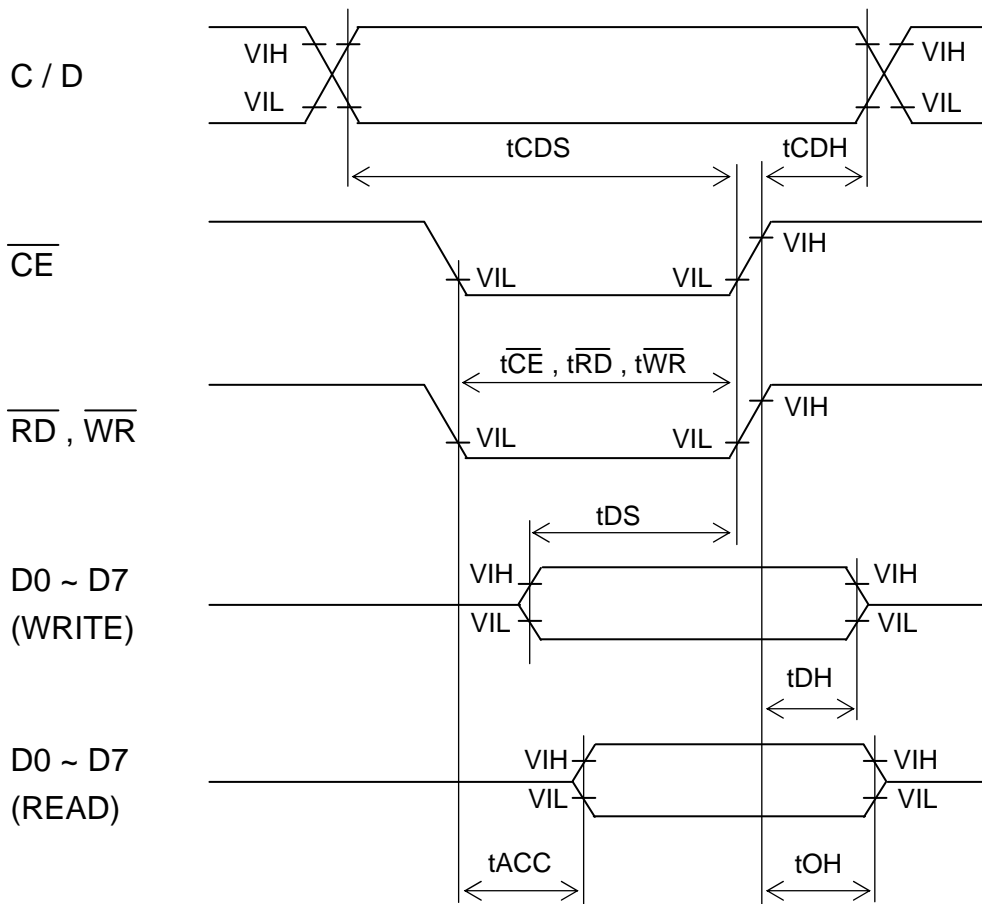 C / D
VIH
VIH
VIL
VIL
tCDS
tCDH
CE
VIH
VIL
VIL
tCE , tRD , tWR
RD , WR
VIH
VIL
VIL
tDS
D0 ~ D7
(WRITE)
VIH
VIH
VIL
VIL
tDH
D0 ~ D7
(READ)
VIH
VIH
VIL
VIL
tACC
tOH